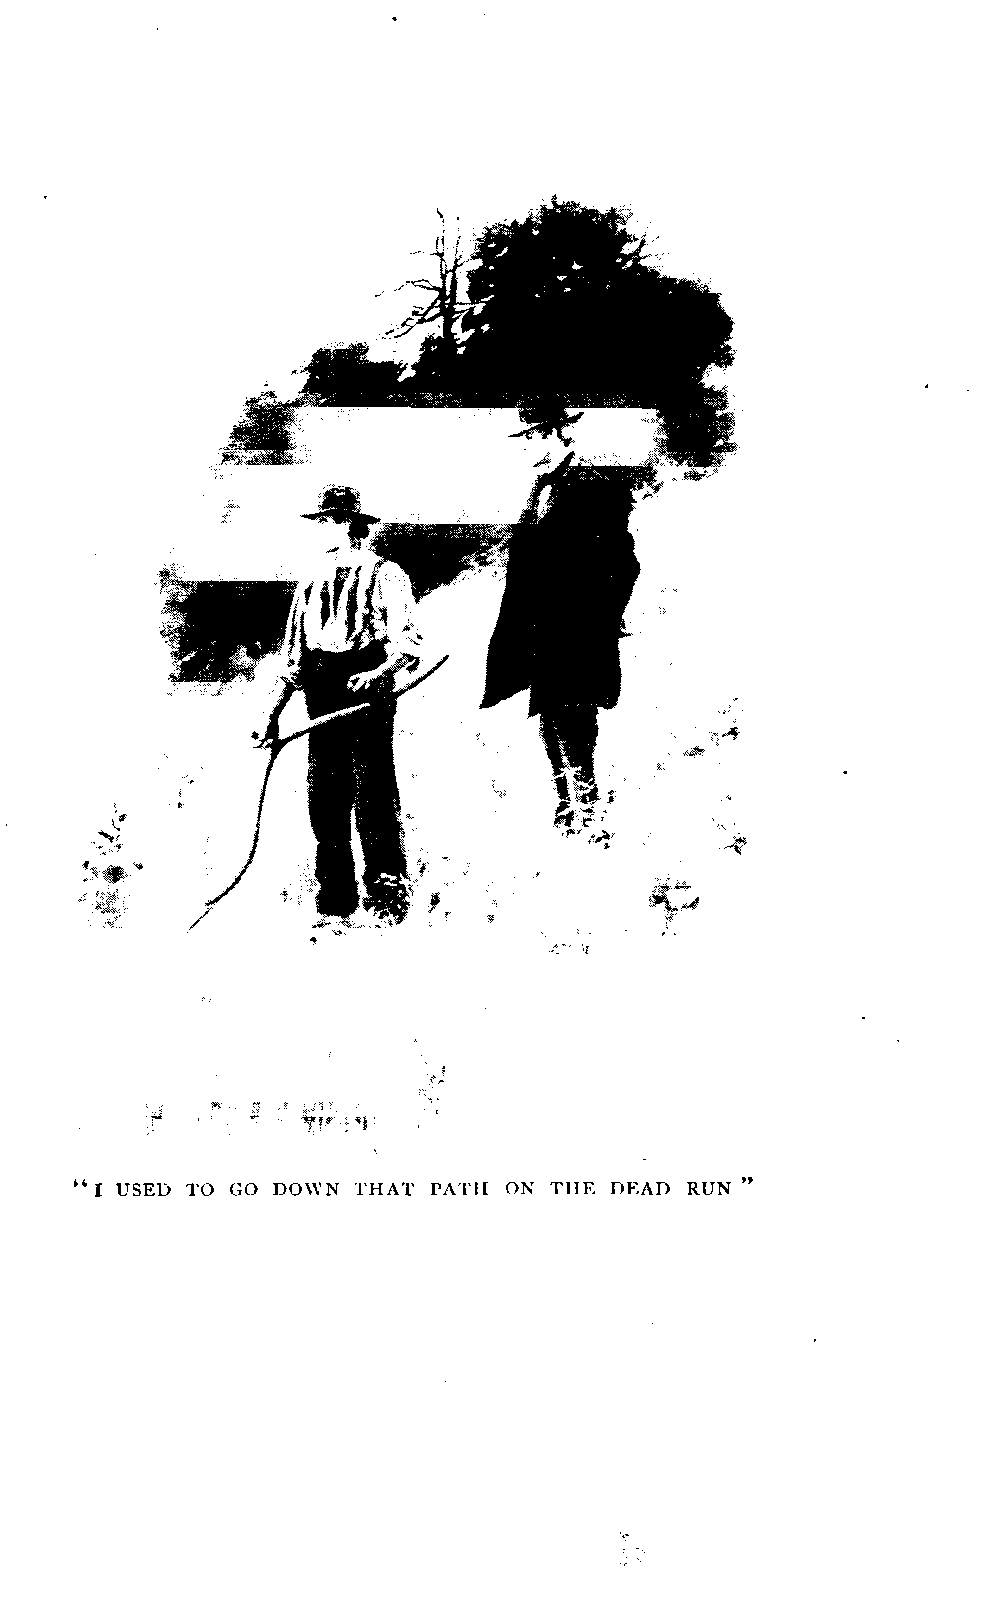 “I USED TO GO DOWN THAT PATH ON THE DEAD RUN”